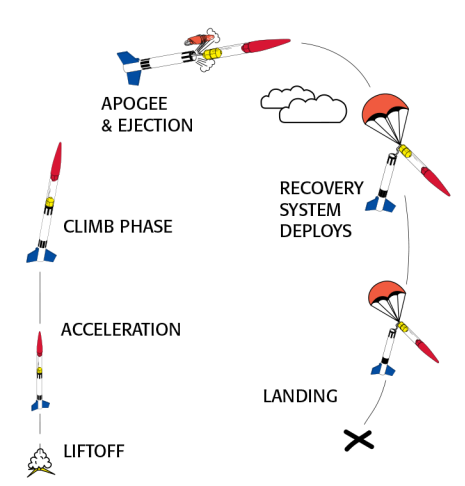 APOGEE
& EJECTION
RECOVERY
SYSTEM
DEPLOYS
CLIMB PHASE
ACCELERATION
LANDING
LIFTOFF